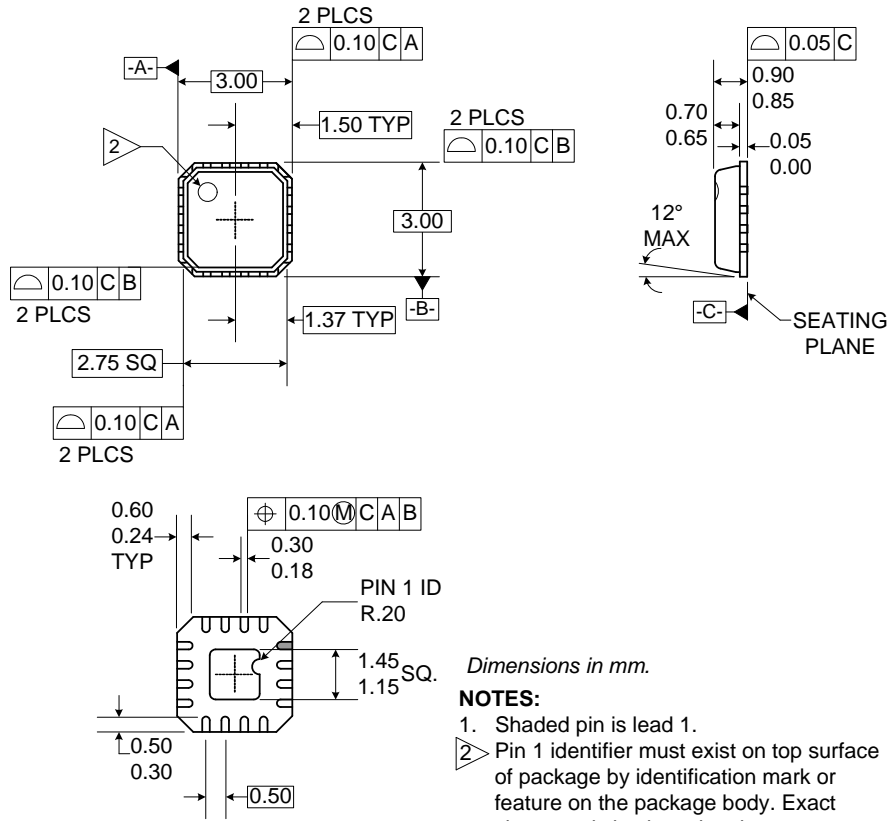 2 PLCS
0.10 C A
-A-
3.00
1.50 TYP
2 PLCS
0.10 C B
2
3.00
0.10 C B
2 PLCS
-B-
1.37 TYP
2.75 SQ
0.10 C A
2 PLCS
0.05 C
0.90
0.85
0.70
0.65
0.05
0.00
12°
MAX
-C-
SEATING
PLANE
0.60
0.24
TYP
0.10 Ⓜ C A B
0.30
0.18
PIN 1 ID
R.20
1.45
1.15
SQ.
0.50
0.30
0.50
Dimensions in mm.
NOTES:
1. Shaded pin is lead 1.
2 Pin 1 identifier must exist on top surface
of package by identification mark or
feature on the package body. Exact